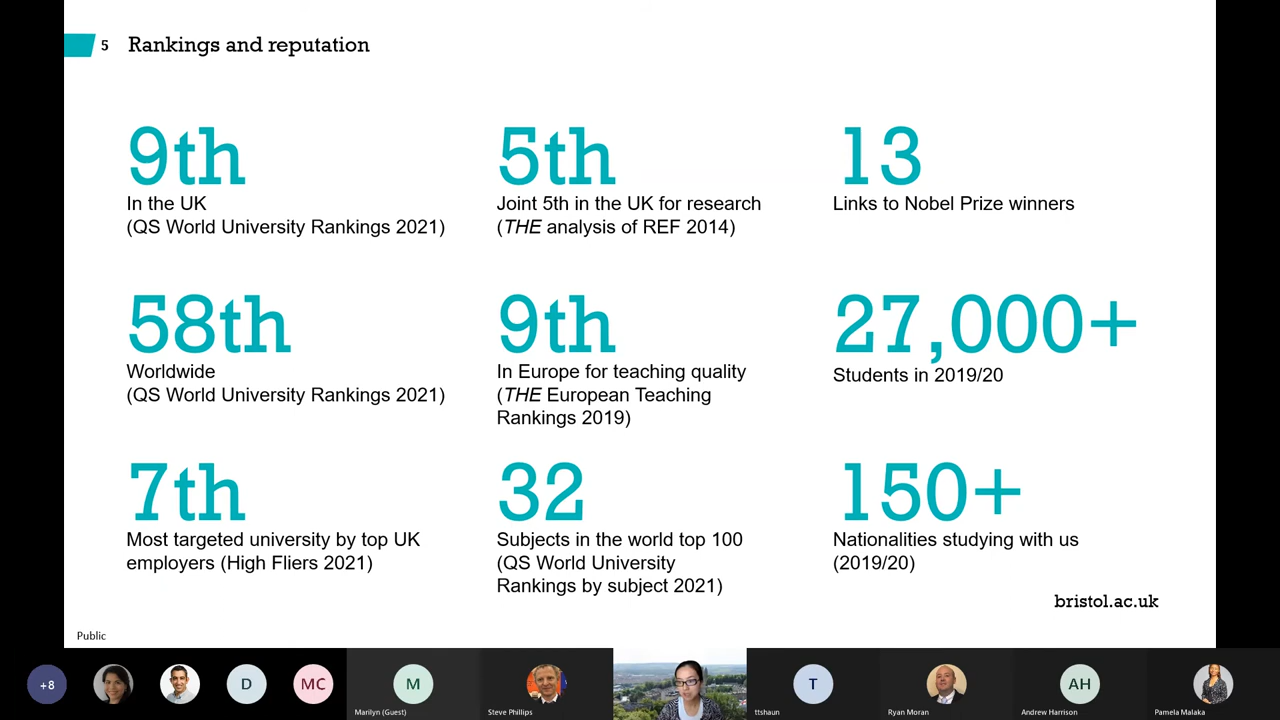 5 Rankings and reputation
9th
In the UK
(QS World University Rankings 2021)
5th
Joint 5th in the UK for research
(THE analysis of REF 2014)
13
Links to Nobel Prize winners
58th
Worldwide
(QS World University Rankings 2021)
9th
In Europe for teaching quality
(THE European Teaching
Rankings 2019)
27,000+
Students in 2019/20
7th
Most targeted university by top UK
employers (High Fliers 2021)
32
Subjects in the world top 100
(QS World University
Rankings by subject 2021)
150+
Nationalities studying with us
(2019/20)
bristol.ac.uk
Public
+8
D
MC
M
Marilyn (Guest)
Steve Phillips
T
ttshaun
Ryan Moran
AH
Andrew Harrison
Pamela Malaka